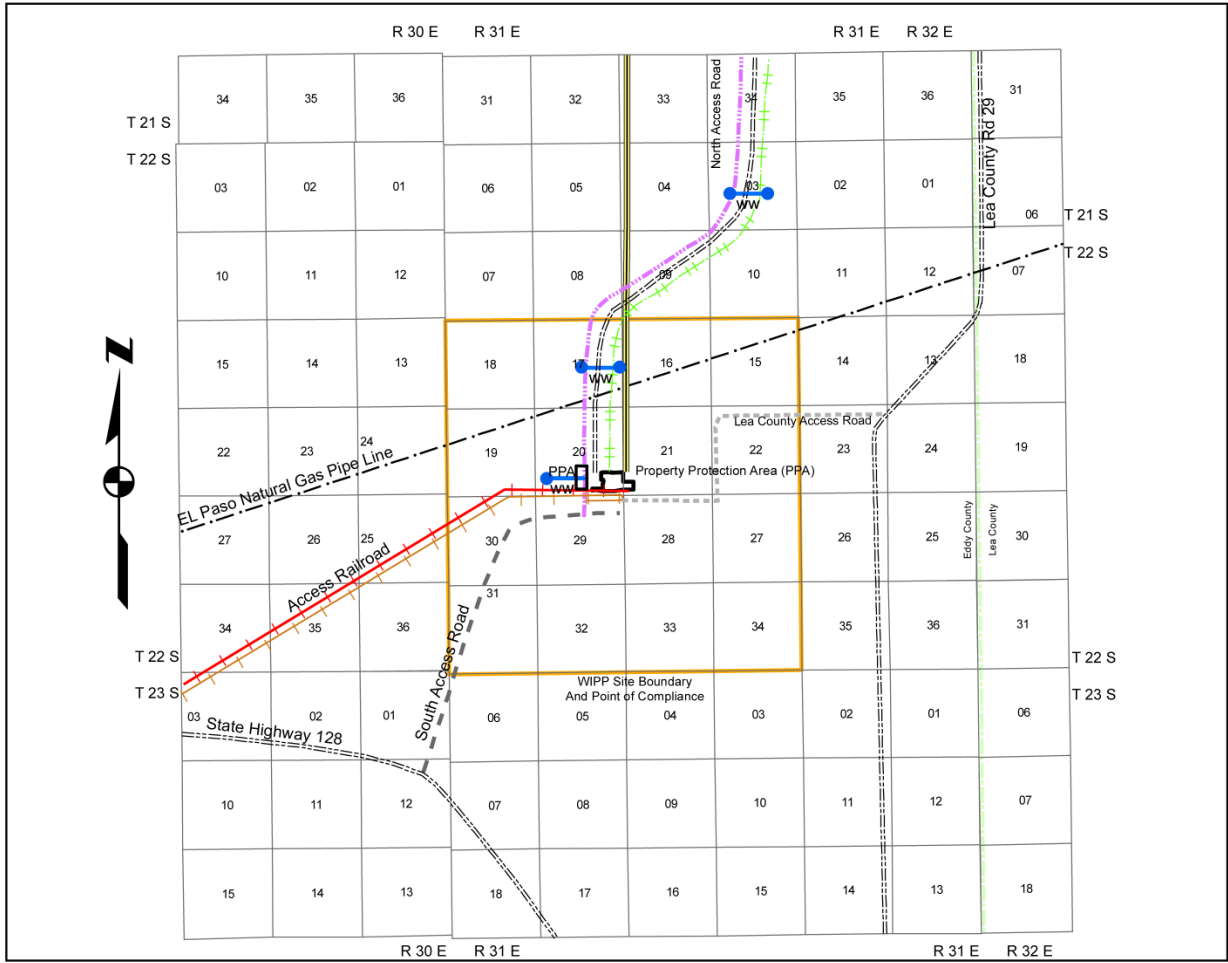 R 30 E R 31 E R 31 E R 32 E
34 35 36 31 32 33 34 35 36 31
North Access Road
Lea County Rd 29
T 21 S
T 22 S
03 02 01 06 05 04 03 02 01 06
WW
T 21 S
T 22 S
10 11 12 07 08 09 10 11 12 07
15 14 13 18 17 16 15 14 13 18
WW
Z
Lea County Access Road
22 23 24 19 20 21 22 23 24 19
EL Paso Natural Gas Pipe Line
PPA
Property Protection Area (PPA)
WW
27 26 25 30 29 28 27 26 25 30
Eddy County
Lea County
Access Railroad
31
34 35 36 32 33 34 35 36 31
South Access Road
T 22 S
T 23 S
T 22 S
T 23 S
WIPP Site Boundary
And Point of Compliance
03 02 01 06 05 04 03 02 01 06
State Highway 128
10 11 12 07 08 09 10 11 12 07
15 14 13 18 17 16 15 14 13 18
R 30 E R 31 E R 31 E R 32 E